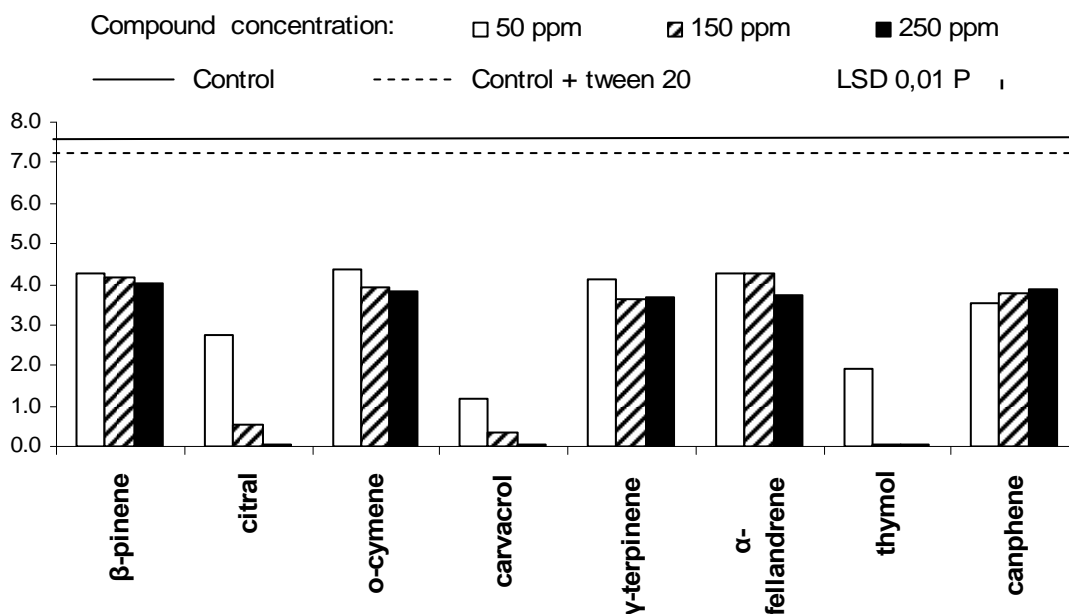 Compound concentration: 50 ppm 150 ppm 250 ppm
Control Control + tween 20 LSD 0,01 P
8.0
7.0
6.0
5.0
4.0
3.0
2.0
1.0
0.0
β-pinene
citral
o-cymene
carvacrol
γ-terpinene
α-
fellandrene
thymol
canphene